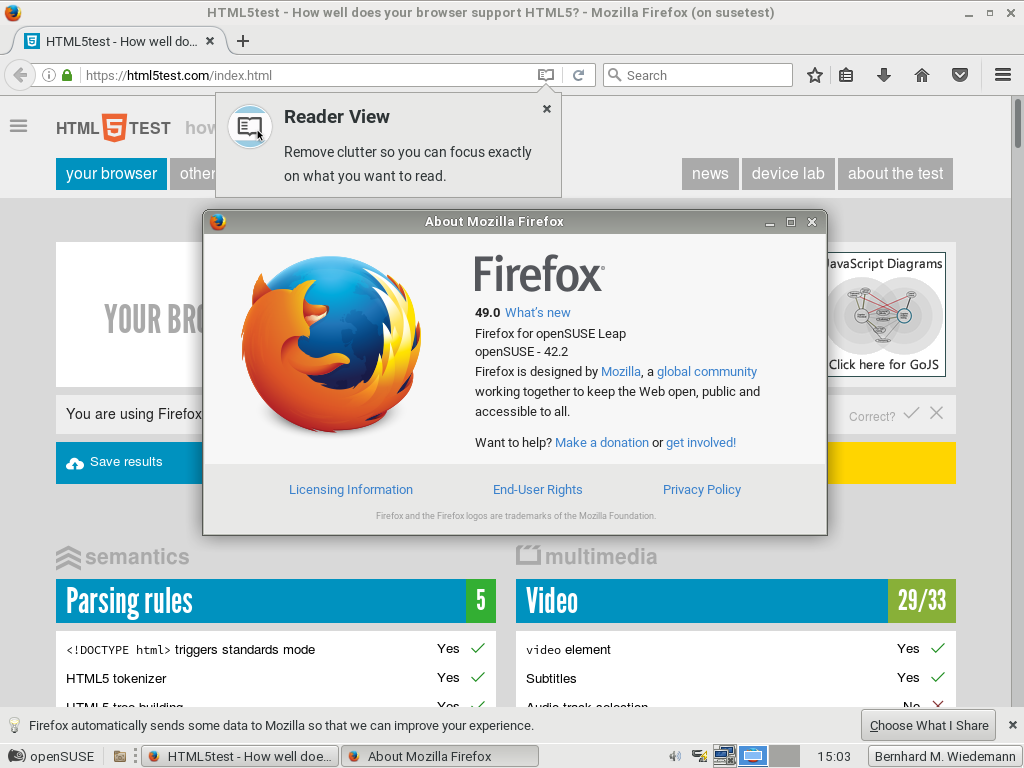 HTML5test - How well does your browser support HTML5? - Mozilla Firefox (on susetest)
HTML5test - How well do...
https://html5test.com/index.html
Search
Reader View
Remove clutter so you can focus exactly
on what you want to read.
HTML 5 TEST how
your browser other news device lab about the test
About Mozilla Firefox
Firefox
YOUR BRO
49.0 What's new
Firefox for openSUSE Leap
openSUSE - 42.2
Firefox is designed by Mozilla, a global community
working together to keep the Web open, public and
accessible to all.
Want to help? Make a donation or get involved!
JavaScript Diagrams
Click here for GoJS
You are using Firefox
Correct?
Save results
Licensing Information End-User Rights Privacy Policy
Firefox and the Firefox logos are trademarks of the Mozilla Foundation.
semantics
Parsing rules 5
<!DOCTYPE html> triggers standards mode Yes
HTML5 tokenizer Yes
HTML5 tree building Yes
multimedia
Video 29/33
video element Yes
Subtitles Yes
Audio track selection No
Firefox automatically sends some data to Mozilla so that we can improve your experience.
Choose What I Share
openSUSE
HTML5test - How well doe...
About Mozilla Firefox
15:03
Bernhard M. Wiedemann